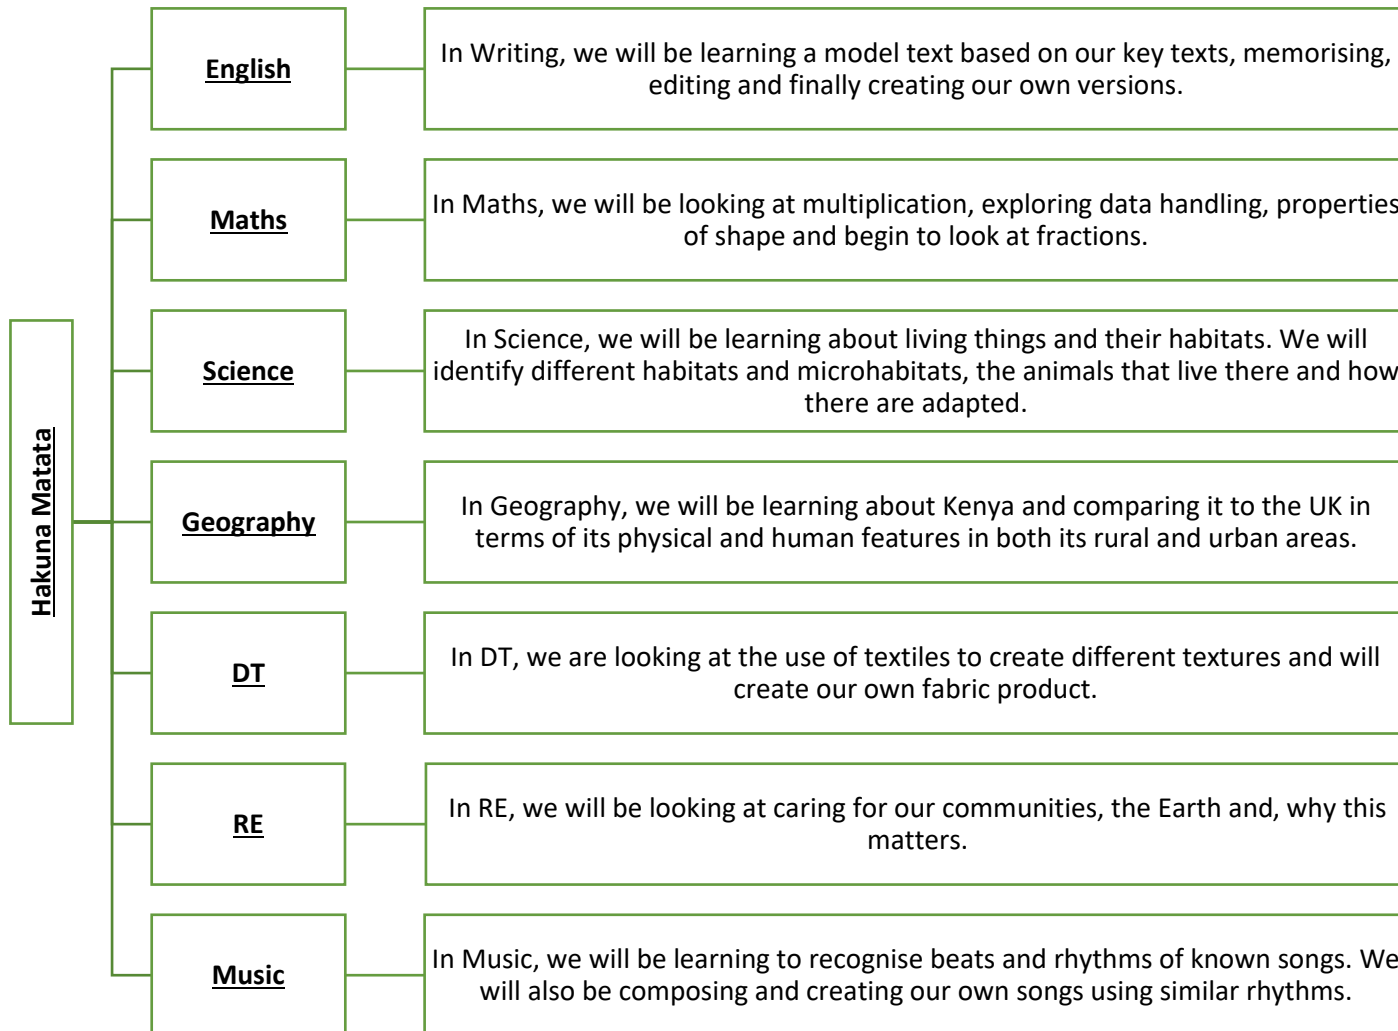 Hakuna Matata
English
In Writing, we will be learning a model text based on our key texts, memorising,
editing and finally creating our own versions.
Maths
In Maths, we will be looking at multiplication, exploring data handling, properties
of shape and begin to look at fractions.
Science
In Science, we will be learning about living things and their habitats. We will
identify different habitats and microhabitats, the animals that live there and how
there are adapted.
Geography
In Geography, we will be learning about Kenya and comparing it to the UK in
terms of its physical and human features in both its rural and urban areas.
DT
In DT, we are looking at the use of textiles to create different textures and will
create our own fabric product.
RE
In RE, we will be looking at caring for our communities, the Earth and, why this
matters.
Music
In Music, we will be learning to recognise beats and rhythms of known songs. We
will also be composing and creating our own songs using similar rhythms.